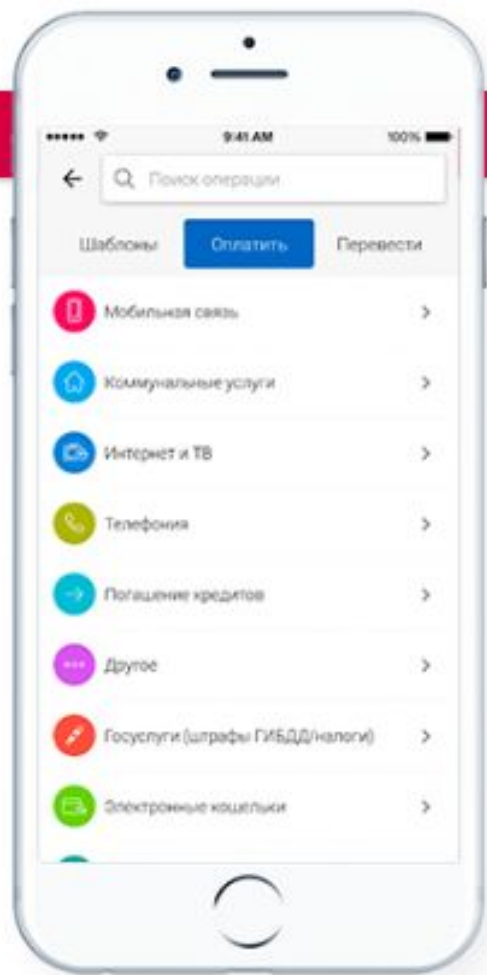 9:41 AM 100%
Поиск операции
Шаблоны Оплатить Перевести
Мобильная связь
Коммунальные услуги
Интернет и ТВ
Телефония
Погашение кредитов
Другое
Госуслуги (штрафы ГИБДД/налоги)
Электронные кошельки